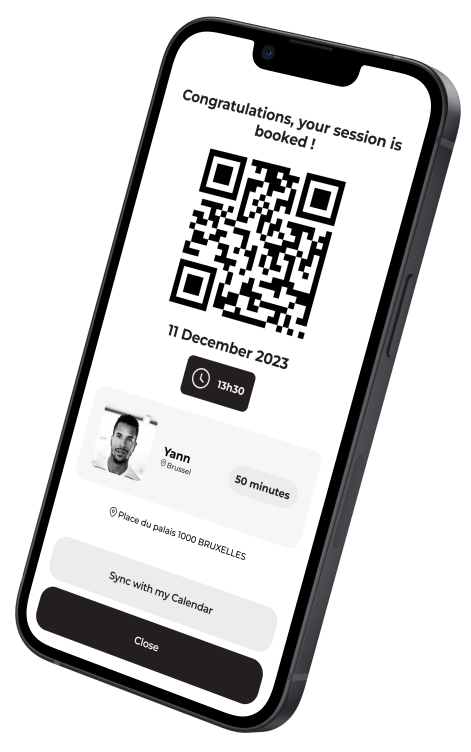 Congratulations, your session is
booked !
11 December 2023
13h30
Yann
Brussel
50 minutes
Place du palais 1000 BRUXELLES
Sync with my Calendar
Close